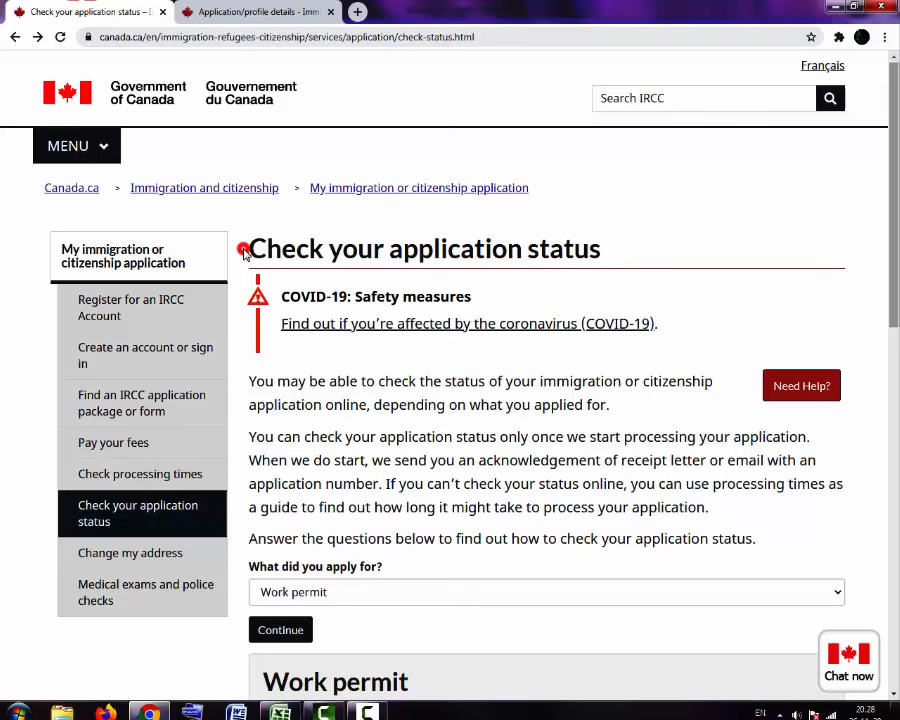 Check your application status – I
Application/profile details - Imm
canada.ca/en/immigration-refugees-citizenship/services/application/check-status.html
Français
Government of Canada
Gouvernement du Canada
Search IRCC
MENU
Canada.ca > Immigration and citizenship > My immigration or citizenship application
My immigration or
citizenship application
Register for an IRCC
Account
Create an account or sign
in
Find an IRCC application
package or form
Pay your fees
Check processing times
Check your application
status
Change my address
Medical exams and police
checks
Check your application status
COVID-19: Safety measures
Find out if you're affected by the coronavirus (COVID-19).
You may be able to check the status of your immigration or citizenship
application online, depending on what you applied for.
Need Help?
You can check your application status only once we start processing your application.
When we do start, we send you an acknowledgement of receipt letter or email with an
application number. If you can't check your status online, you can use processing times as
a guide to find out how long it might take to process your application.
Answer the questions below to find out how to check your application status.
What did you apply for?
Work permit
Continue
Work permit
Chat now
EN
20.28